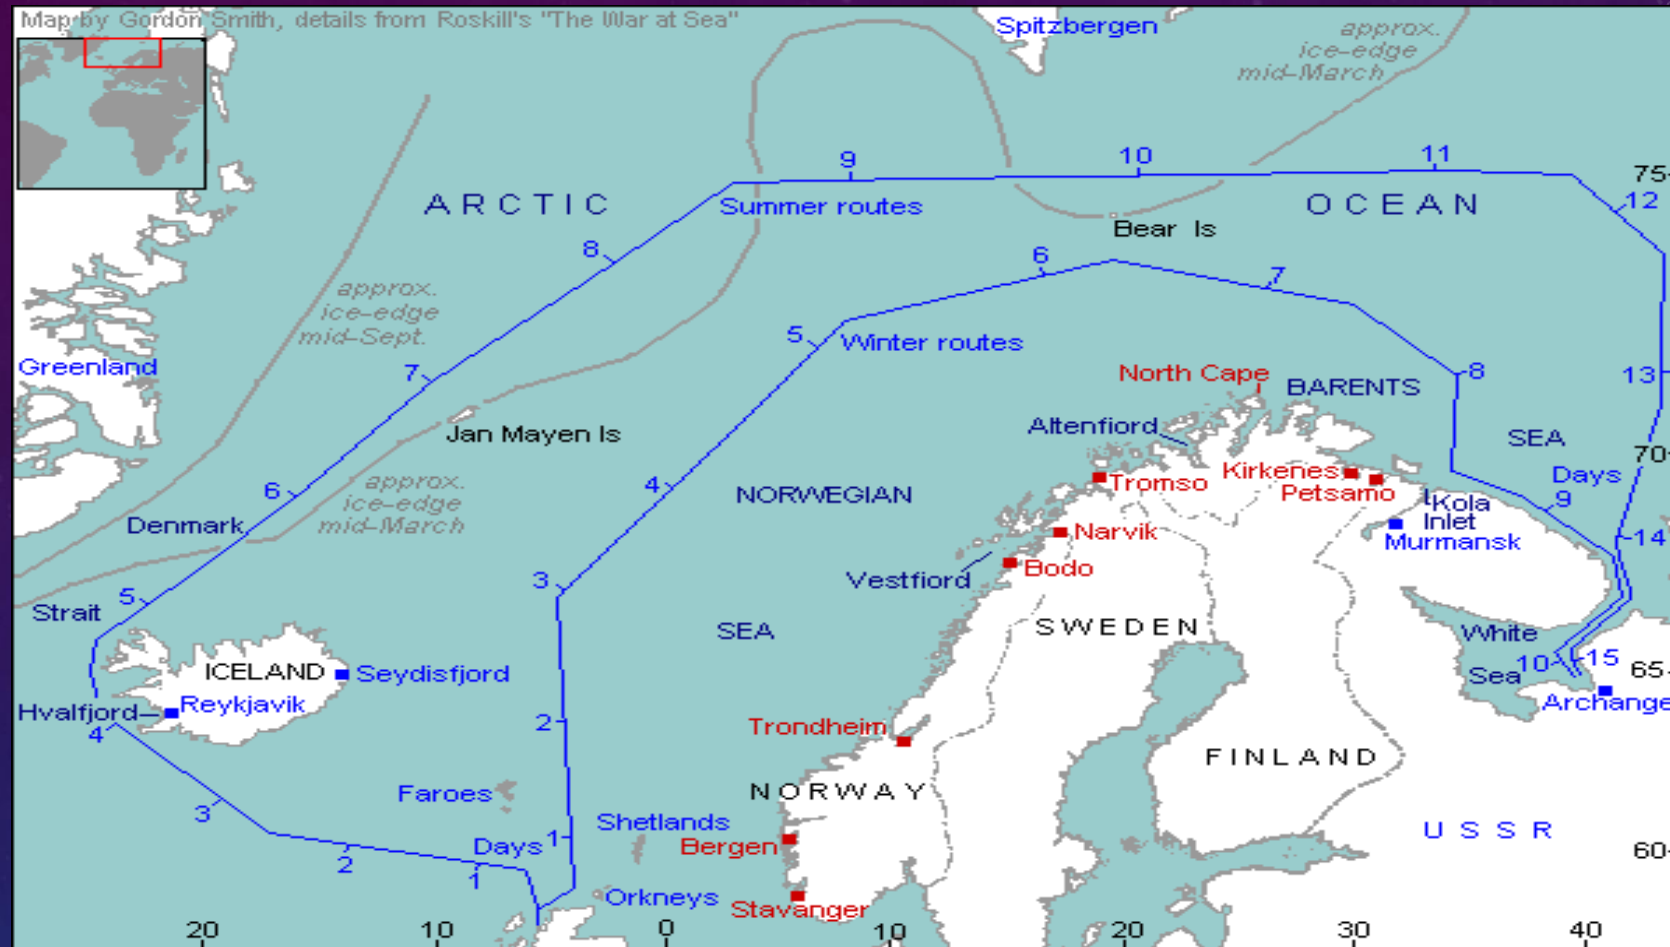 Map by Gordon Smith, details from Roskill's "The War at Sea"
Spitzbergen
approx.
ice-edge
mid-March
9
10
11
75
12
ARCTIC
Summer routes
OCEAN
Bear Is
8
6
7
approx.
ice-edge
mid-Sept.
5
Winter routes
Greenland
7
North Cape
BARENTS
8
13
Jan Mayen Is
Altenfiord
SEA
70
approx.
ice-edge
mid-March
6
4
NORWEGIAN
Tromso
Kirkenes
Petsamo
Days
9
Kola
Inlet
Denmark
Narvik
Murmansk
14
Vestfiord
Bodo
3
5
Strait
SEA
SWEDEN
White
Sea
10
15
65
ICELAND
Seydisfjord
Hvalfjord
Reykjavik
Archange
4
2
Trondheim
FINLAND
Faroes
NORWAY
3
Shetlands
USSR
Days
1
Bergen
60
2
1
Orkneys
Stavanger
20
10
0
10
20
30
40